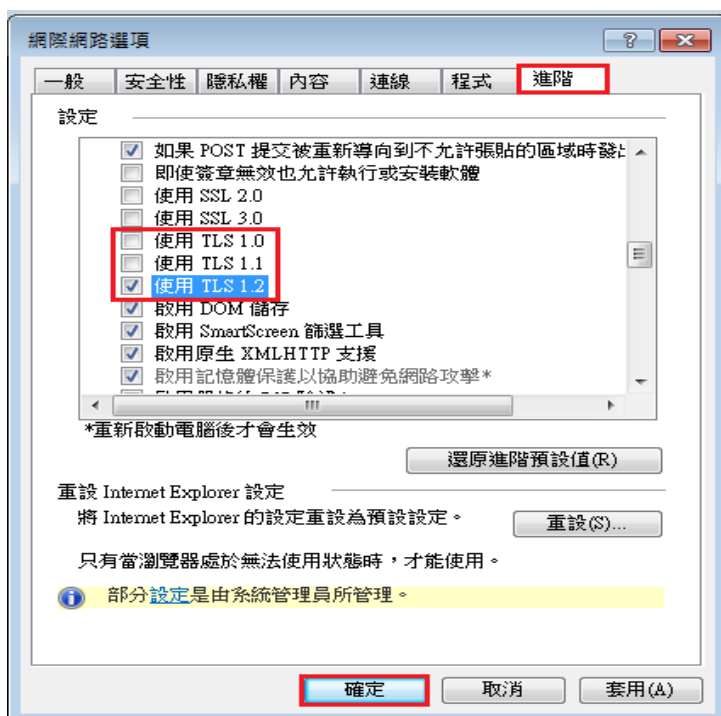 網際網路選項
一般 安全性 隱私權 內容 連線 程式 進階
設定
如果 POST 提交被重新導向到不允許張貼的區域時發出
即使簽章無效也允許執行或安裝軟體
使用 SSL 2.0
使用 SSL 3.0
使用 TLS 1.0
使用 TLS 1.1
使用 TLS 1.2
啟用 DOM 儲存
啟用 SmartScreen 篩選工具
啟用原生 XMLHTTP 支援
啟用記憶體保護以協助避免網路攻擊*
*重新啟動電腦後才會生效
還原進階預設值(R)
重設 Internet Explorer 設定
將 Internet Explorer 的設定重設為預設設定。
重設(S)...
只有當瀏覽器處於無法使用狀態時,才能使用。
部分設定是由系統管理員所管理。
確定 取消 套用(A)